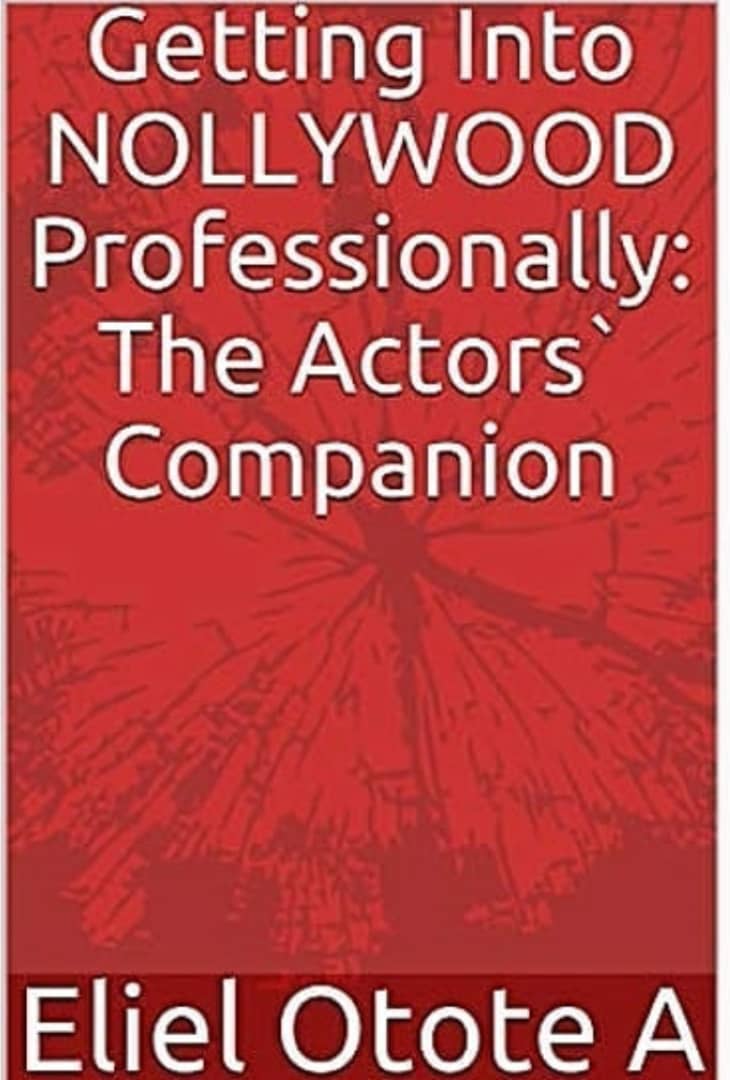 Getting Into
NOLLYWOOD
Professionally:
The Actors`
Companion
Eliel Otote A